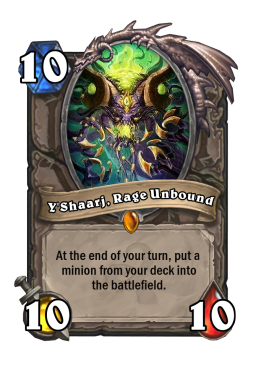 10
Y'Shaarj, Rage Unbound
At the end of your turn, put a
minion from your deck into
the battlefield.
10 10